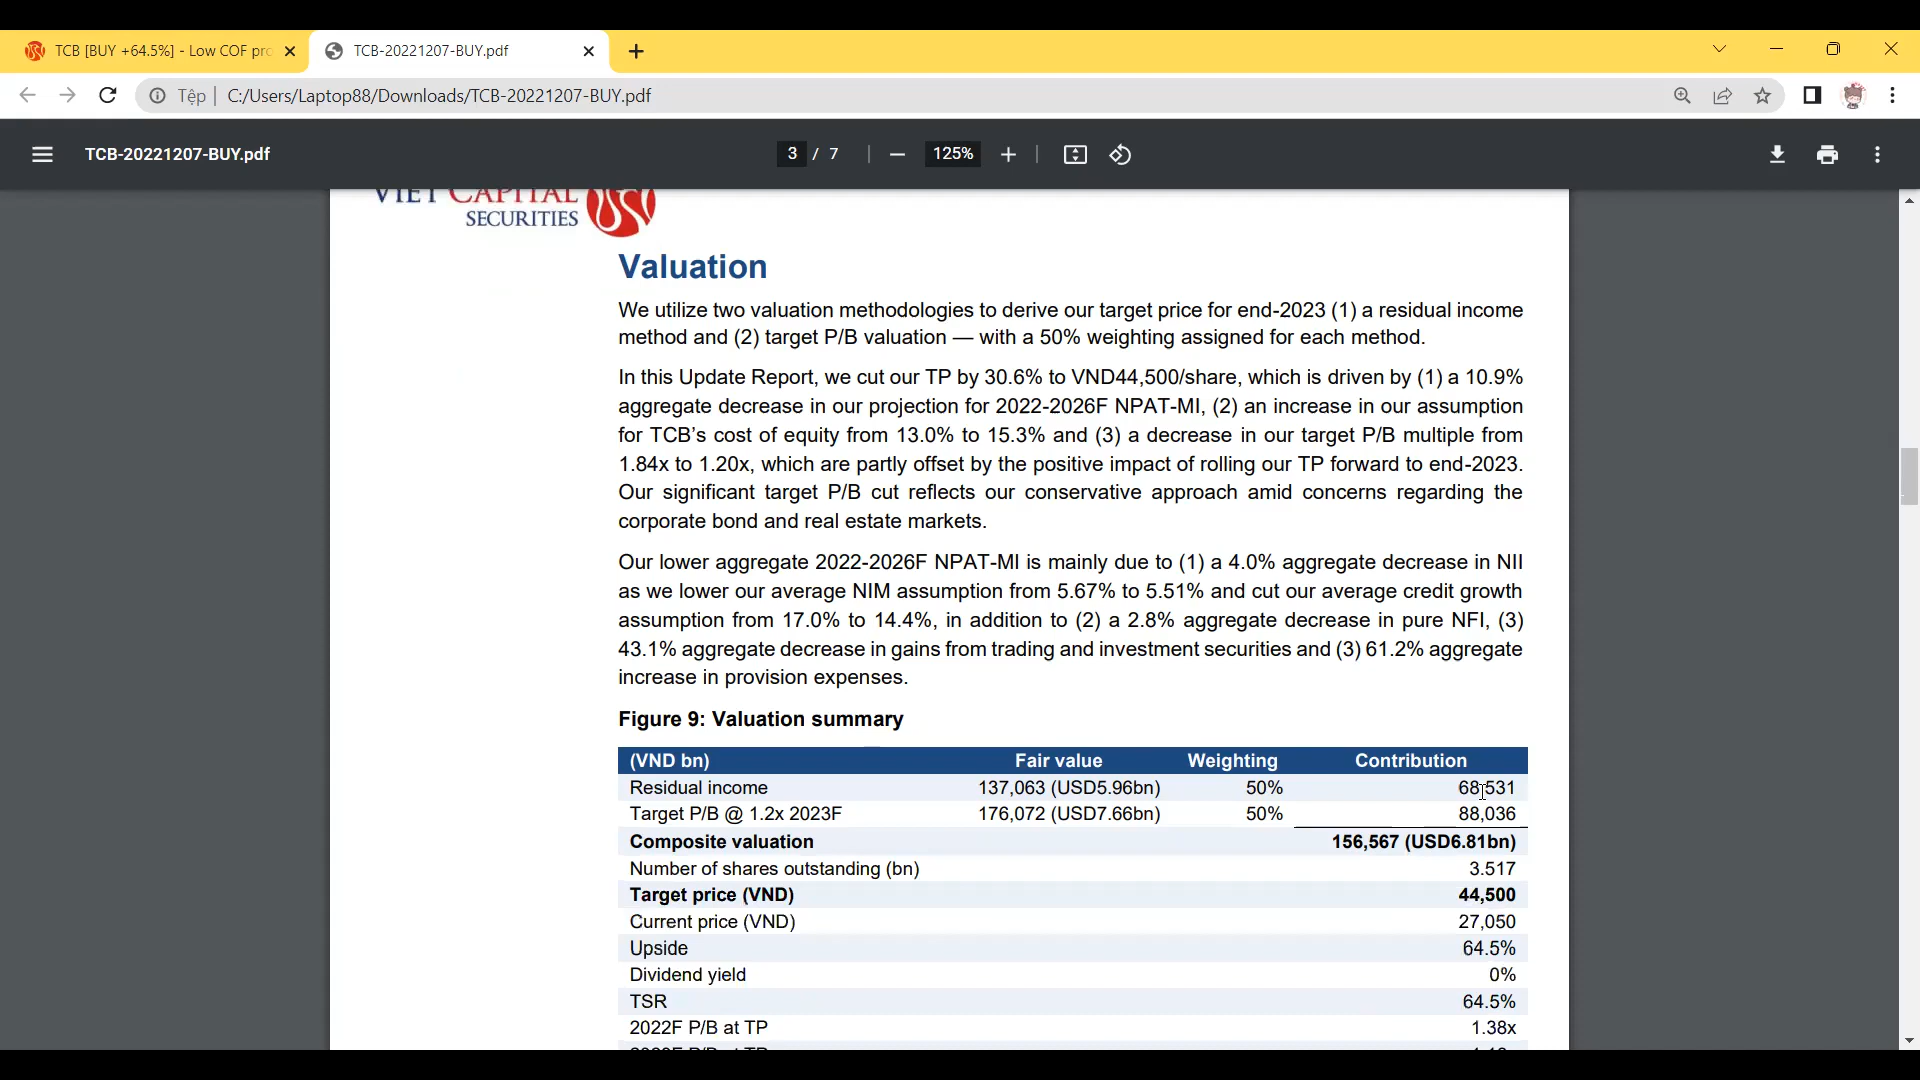 TCB [BUY +64.5%] - Low COF pro
TCB-20221207-BUY.pdf
Tệp
C:/Users/Laptop88/Downloads/TCB-20221207-BUY.pdf
TCB-20221207-BUY.pdf
3 / 7
125%
VIET CAPITAL
SECURITIES
Valuation
We utilize two valuation methodologies to derive our target price for end-2023 (1) a residual income
method and (2) target P/B valuation — with a 50% weighting assigned for each method.
In this Update Report, we cut our TP by 30.6% to VND44,500/share, which is driven by (1) a 10.9%
aggregate decrease in our projection for 2022-2026F NPAT-MI, (2) an increase in our assumption
for TCB’s cost of equity from 13.0% to 15.3% and (3) a decrease in our target P/B multiple from
1.84x to 1.20x, which are partly offset by the positive impact of rolling our TP forward to end-2023.
Our significant target P/B cut reflects our conservative approach amid concerns regarding the
corporate bond and real estate markets.
Our lower aggregate 2022-2026F NPAT-MI is mainly due to (1) a 4.0% aggregate decrease in NII
as we lower our average NIM assumption from 5.67% to 5.51% and cut our average credit growth
assumption from 17.0% to 14.4%, in addition to (2) a 2.8% aggregate decrease in pure NFI, (3)
43.1% aggregate decrease in gains from trading and investment securities and (3) 61.2% aggregate
increase in provision expenses.
Figure 9: Valuation summary
(VND bn) Fair value Weighting Contribution
Residual income 137,063 (USD5.96bn) 50% 68,531
Target P/B @ 1.2x 2023F 176,072 (USD7.66bn) 50% 88,036
Composite valuation 156,567 (USD6.81bn)
Number of shares outstanding (bn) 3.517
Target price (VND) 44,500
Current price (VND) 27,050
Upside 64.5%
Dividend yield 0%
TSR 64.5%
2022F P/B at TP 1.38x